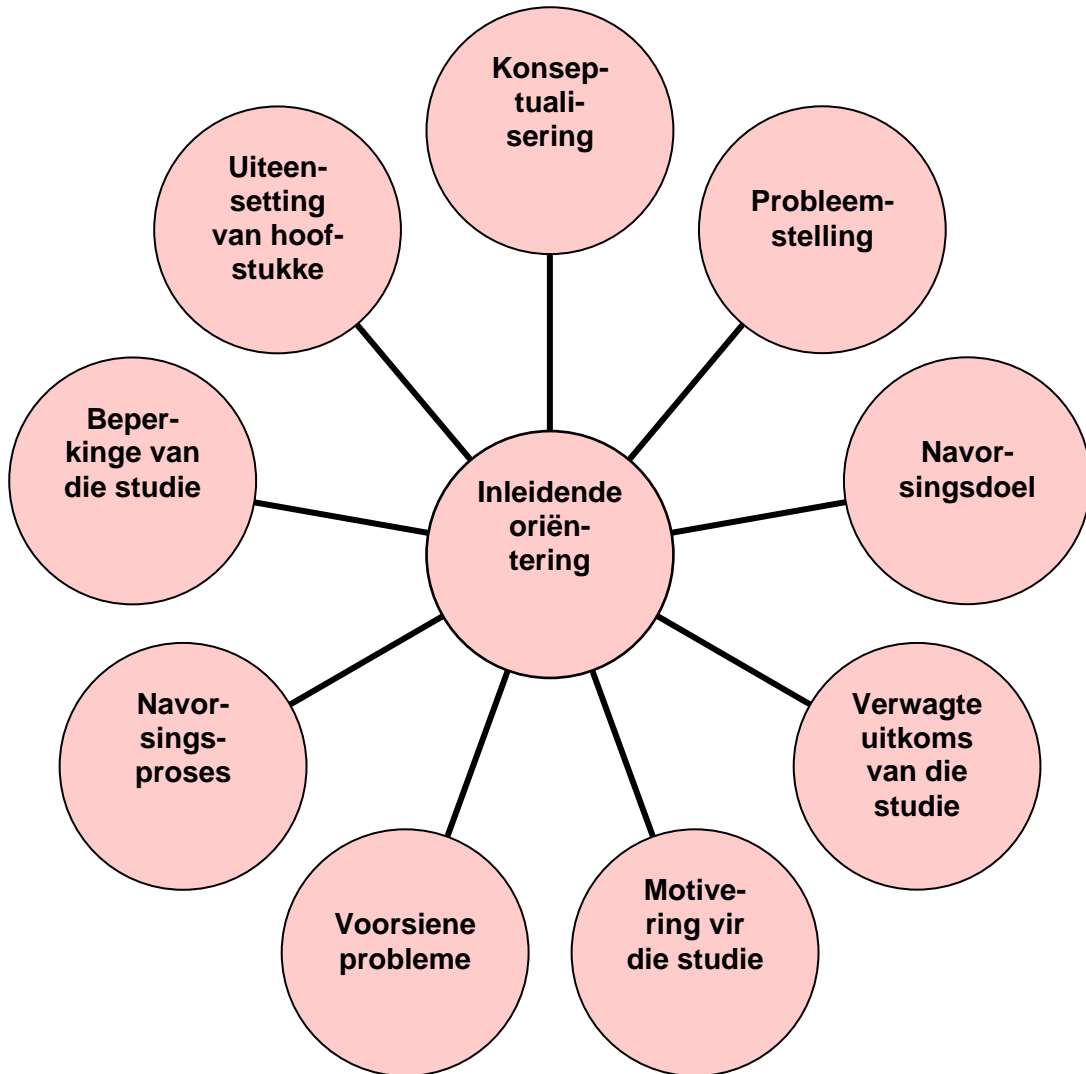 Konsep-
tuali-
sering
Probleem-
stelling
Navor-
singsdoel
Verwagte
uitkoms
van die
studie
Motive-
ring vir
die studie
Voorsiene
probleme
Navor-
sings-
proses
Beper-
kinge van
die studie
Uiteen-
setting
van hoof-
stukke
Inleidende
oriën-
tering